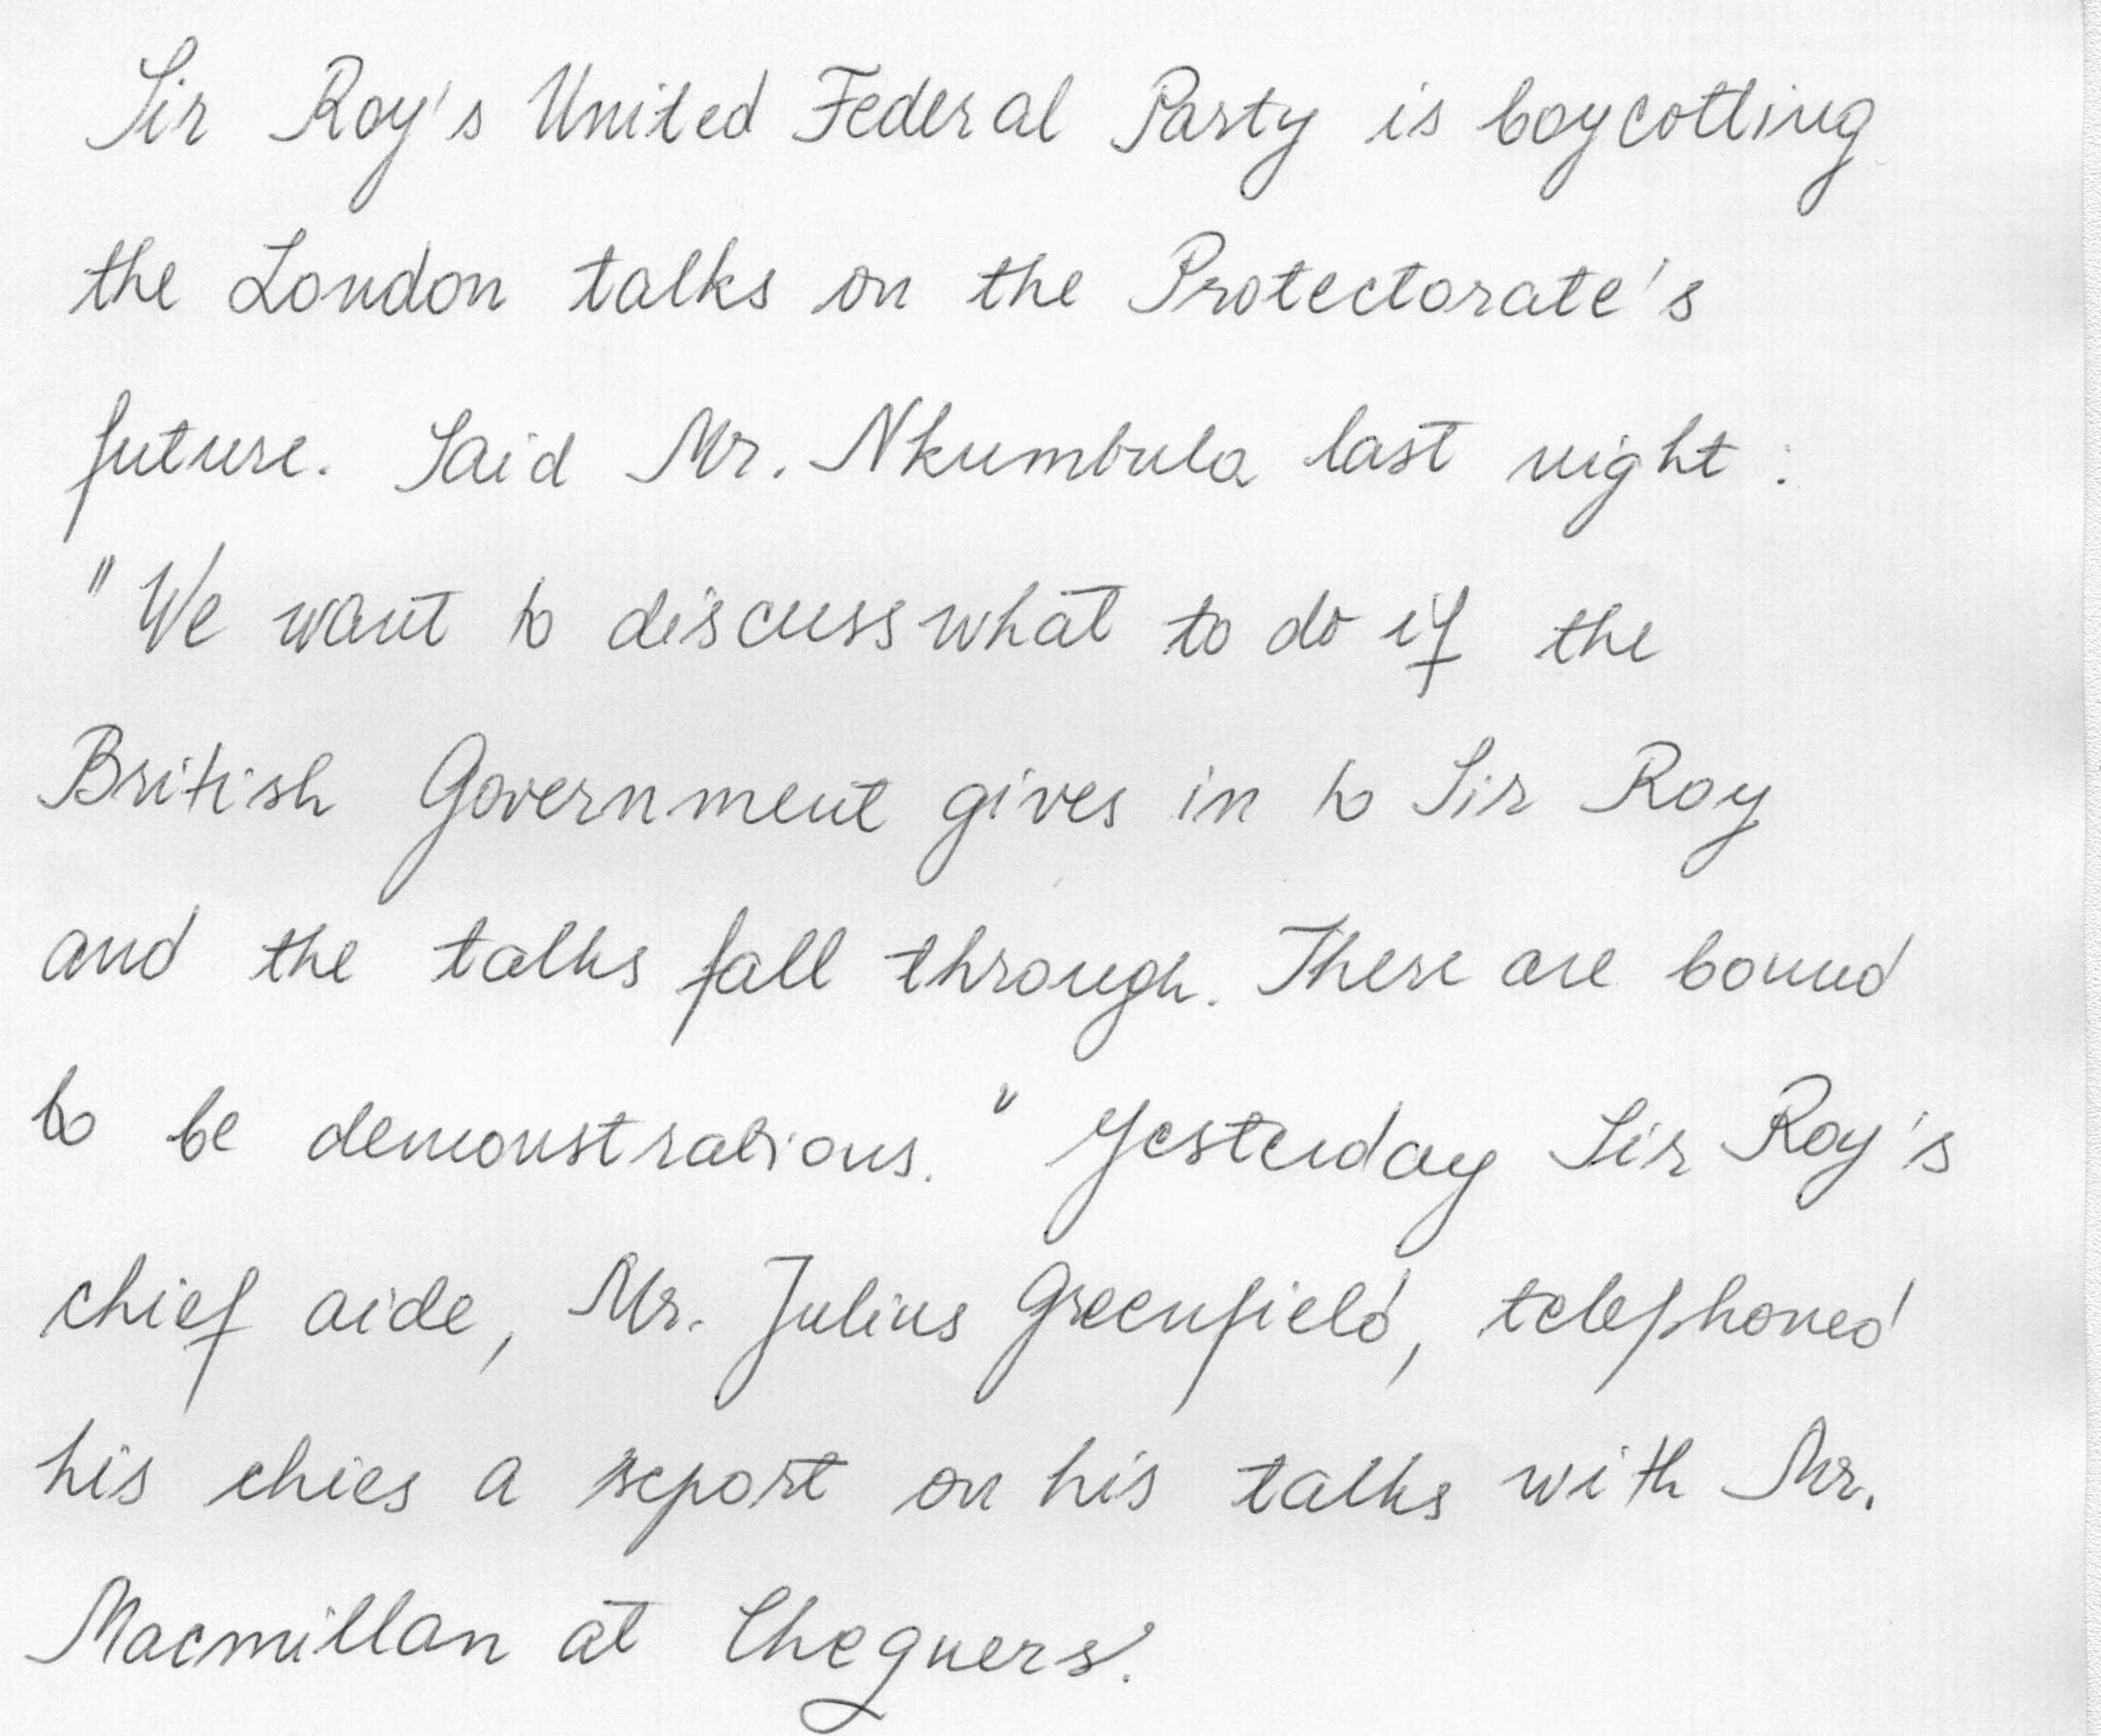 Sir Roy's United Federal Party is boycotting
the London talks on the Protectorate's
future. Said Mr. Nkumbula last night:
"We want to discuss what to do if the
British Government gives in to Sir Roy
and the talks fall through. There are bound
to be demonstrations." Yesterday Sir Roy's
chief aide, Mr. Julius Greenfield, telephoned
his chies a report on his talks with Mr.
Macmillan at Chequers.